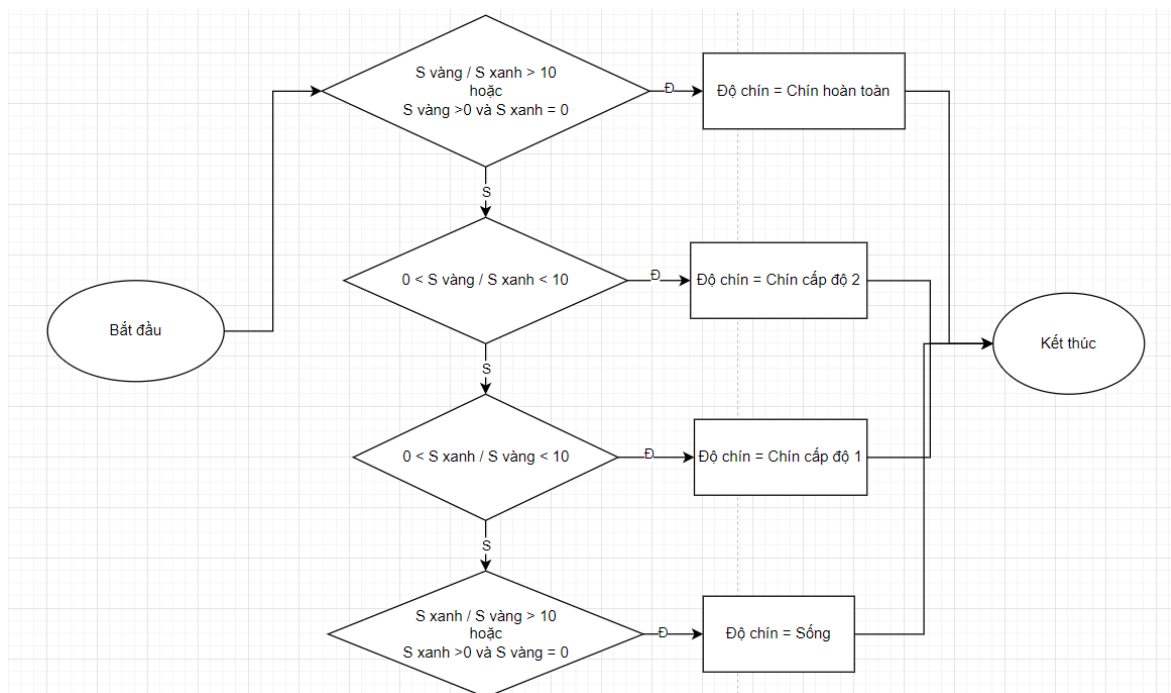 S vàng / S xanh > 10
hoặc
S vàng >0 và S xanh = 0
Đ
Độ chín = Chín hoàn toàn
S
0 < S vàng / S xanh < 10
Đ
Độ chín = Chín cấp độ 2
Bắt đầu
Kết thúc
S
0 < S xanh / S vàng < 10
Đ
Độ chín = Chín cấp độ 1
S
S xanh / S vàng > 10
hoặc
S xanh >0 và S vàng = 0
Đ
Độ chín = Sống